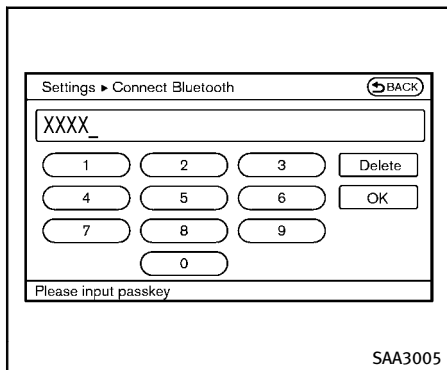 Settings ▸ Connect Bluetooth
BACK
XXXX_
1 2 3 Delete
4 5 6 OK
7 8 9
0
Please input passkey
SAA3005